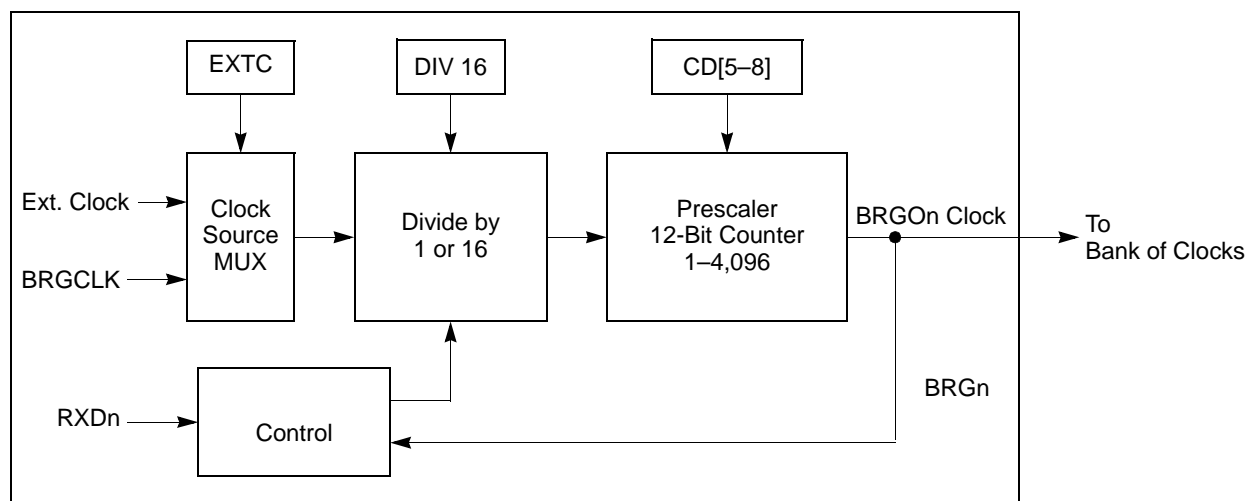 EXTC
DIV 16
CD[5–8]
Ext. Clock
BRGCLK
Clock
Source
MUX
Divide by
1 or 16
Prescaler
12-Bit Counter
1–4,096
BRGOn Clock
To
Bank of Clocks
RXDn
Control
BRGn